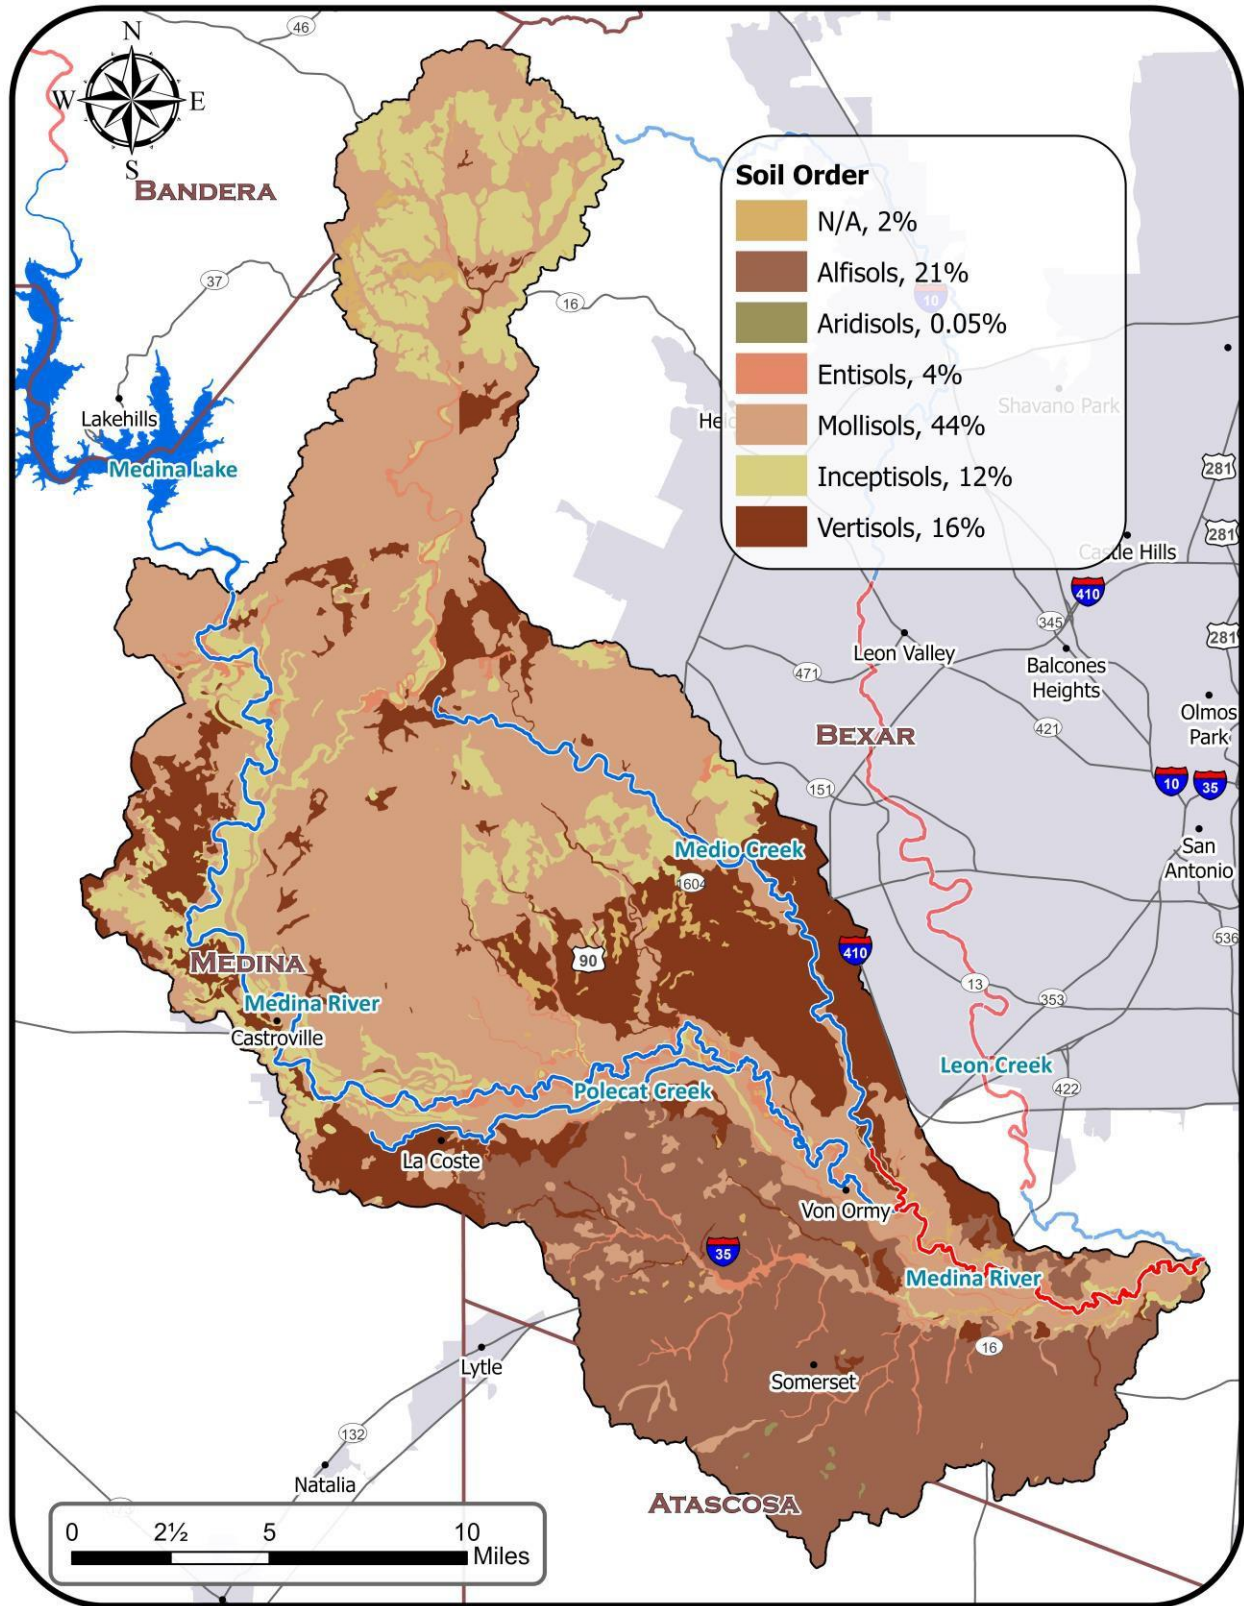 46
N
W
E
S
BANDERA
37
16
Soil Order
N/A, 2%
Alfisols, 21%
10
Aridisols, 0.05%
Entisols, 4%
Mollisols, 44%
Inceptisols, 12%
Vertisols, 16%
Shavano Park
Lakehills
Medina Lake
281
281
Castle Hills
410
345
281
Leon Valley
471
Balcones
Heights
BEXAR
421
Olmos
Park
151
10
35
San
Antonio
Medio Creek
1604
536
90
410
MEDINA
13
353
Medina River
Castroville
Leon Creek
422
Polecat Creek
La Coste
Von Ormy
35
Medina River
16
Lytle
Somerset
132
Natalia
ATASCOSA
0
2½
5
10
Miles